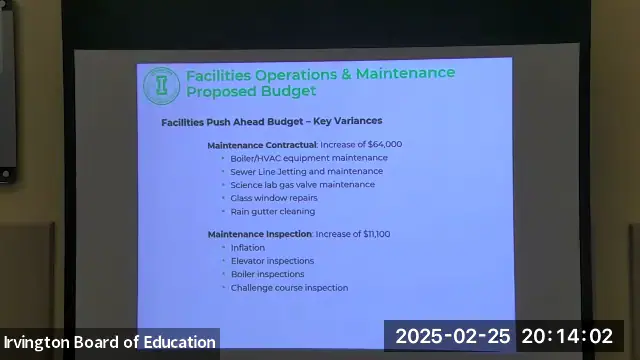 I
Facilities Operations & Maintenance
Proposed Budget
Facilities Push Ahead Budget – Key Variances
Maintenance Contractual: Increase of $64,000
• Boiler/HVAC equipment maintenance
• Sewer Line Jetting and maintenance
• Science lab gas valve maintenance
• Glass window repairs
• Rain gutter cleaning
Maintenance Inspection: Increase of $11,100
• Inflation
• Elevator inspections
• Boiler inspections
• Challenge course inspection
Irvington Board of Education
2025-02-25 20:14:02